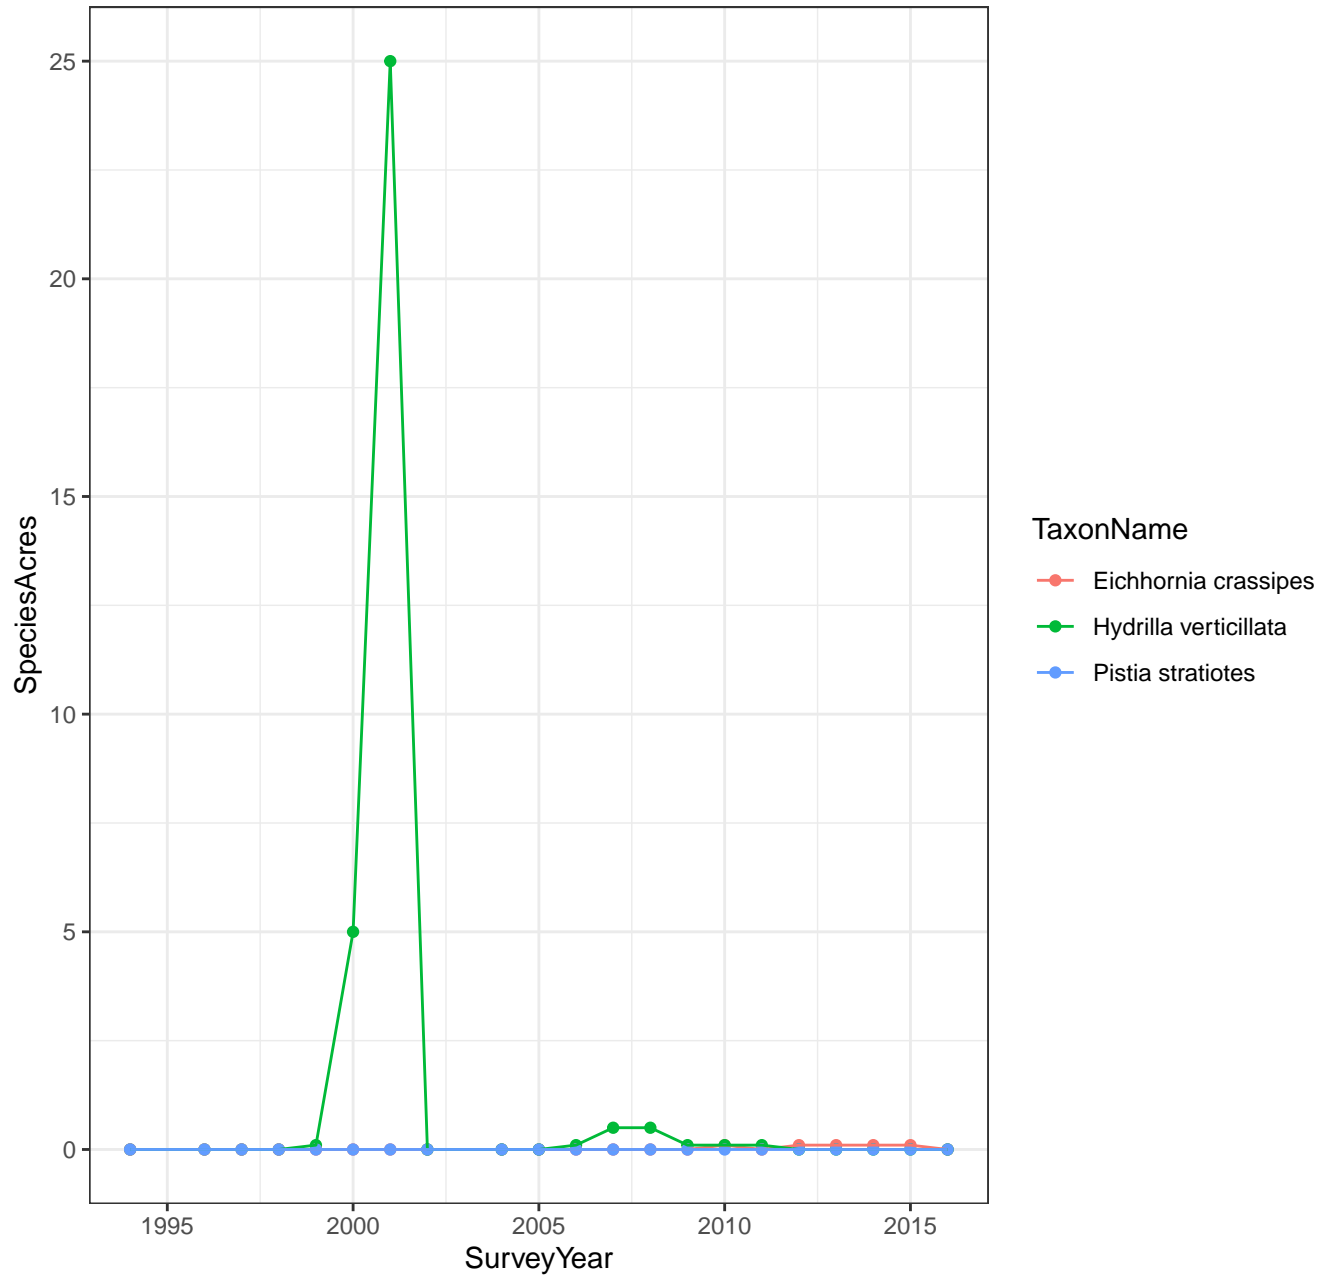 25
20
15
10
5
0
SpeciesAcres
1995 2000 2005 2010 2015
SurveyYear
TaxonName
Eichhornia crassipes
Hydrilla verticillata
Pistia stratiotes